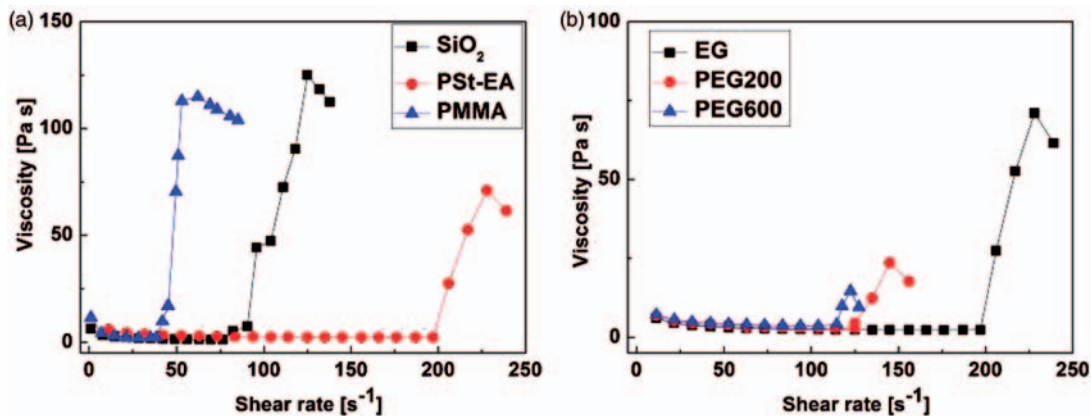 (a)
150
100
50
0
Viscosity [Pa s]
0 50 100 150 200 250
Shear rate [s⁻¹]
SiO₂
PSt-EA
PMMA
(b)
100
50
0
Viscosity [Pa s]
0 50 100 150 200 250
Shear rate [s⁻¹]
EG
PEG200
PEG600